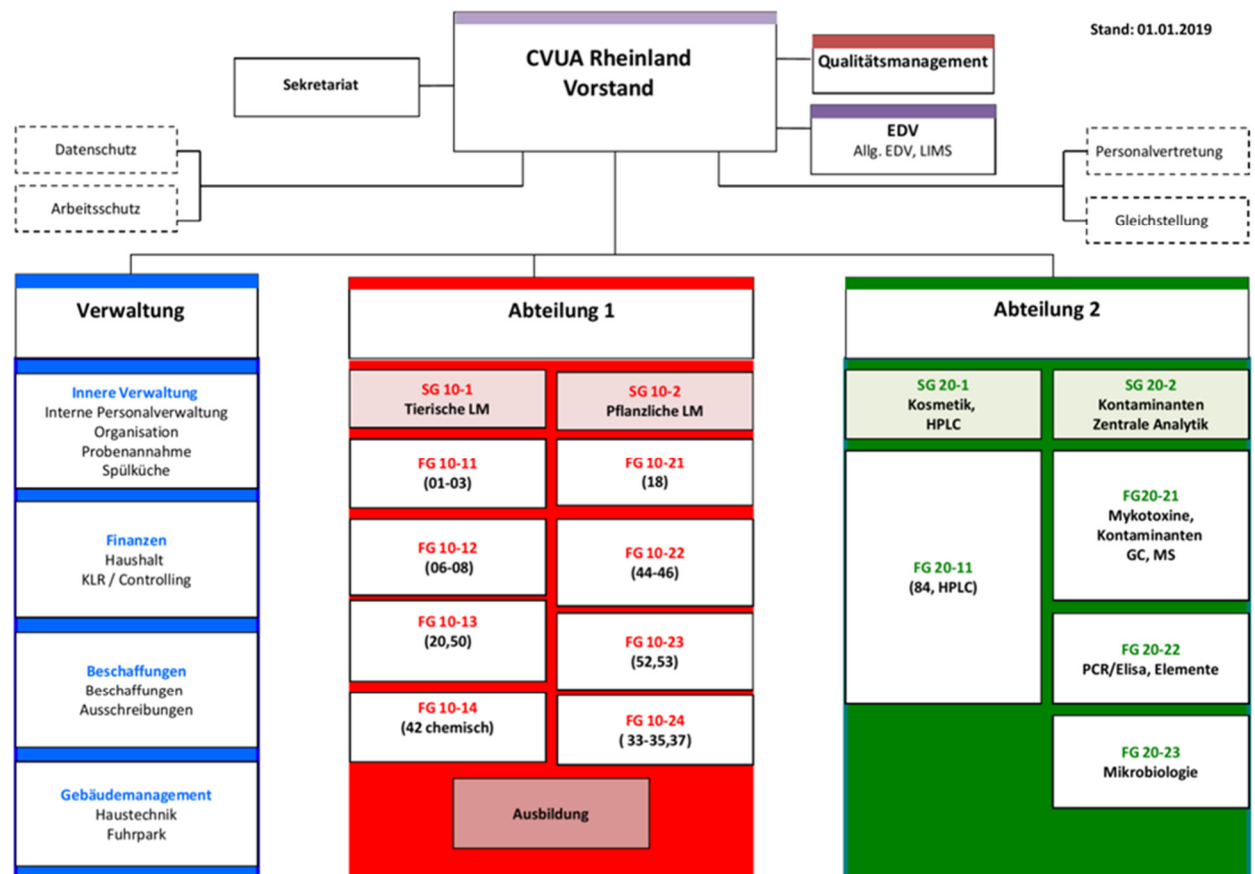 Stand: 01.01.2019
CVUA Rheinland
Vorstand
Sekretariat
Qualitätsmanagement
EDV
Allg. EDV, LIMS
Datenschutz
Arbeitsschutz
Personalvertretung
Gleichstellung
Verwaltung
Innere Verwaltung
Interne Personalverwaltung
Organisation
Probenannahme
Spülküche
Finanzen
Haushalt
KLR / Controlling
Beschaffungen
Beschaffungen
Ausschreibungen
Gebäudemanagement
Haustechnik
Fuhrpark
Abteilung 1
SG 10-1
Tierische LM
FG 10-11
(01-03)
FG 10-12
(06-08)
FG 10-13
(20,50)
FG 10-14
(42 chemisch)
SG 10-2
Pflanzliche LM
FG 10-21
(18)
FG 10-22
(44-46)
FG 10-23
(52,53)
FG 10-24
( 33-35,37)
Ausbildung
Abteilung 2
SG 20-1
Kosmetik,
HPLC
FG 20-11
(84, HPLC)
SG 20-2
Kontaminanten
Zentrale Analytik
FG20-21
Mykotoxine,
Kontaminanten
GC, MS
FG 20-22
PCR/Elisa, Elemente
FG 20-23
Mikrobiologie